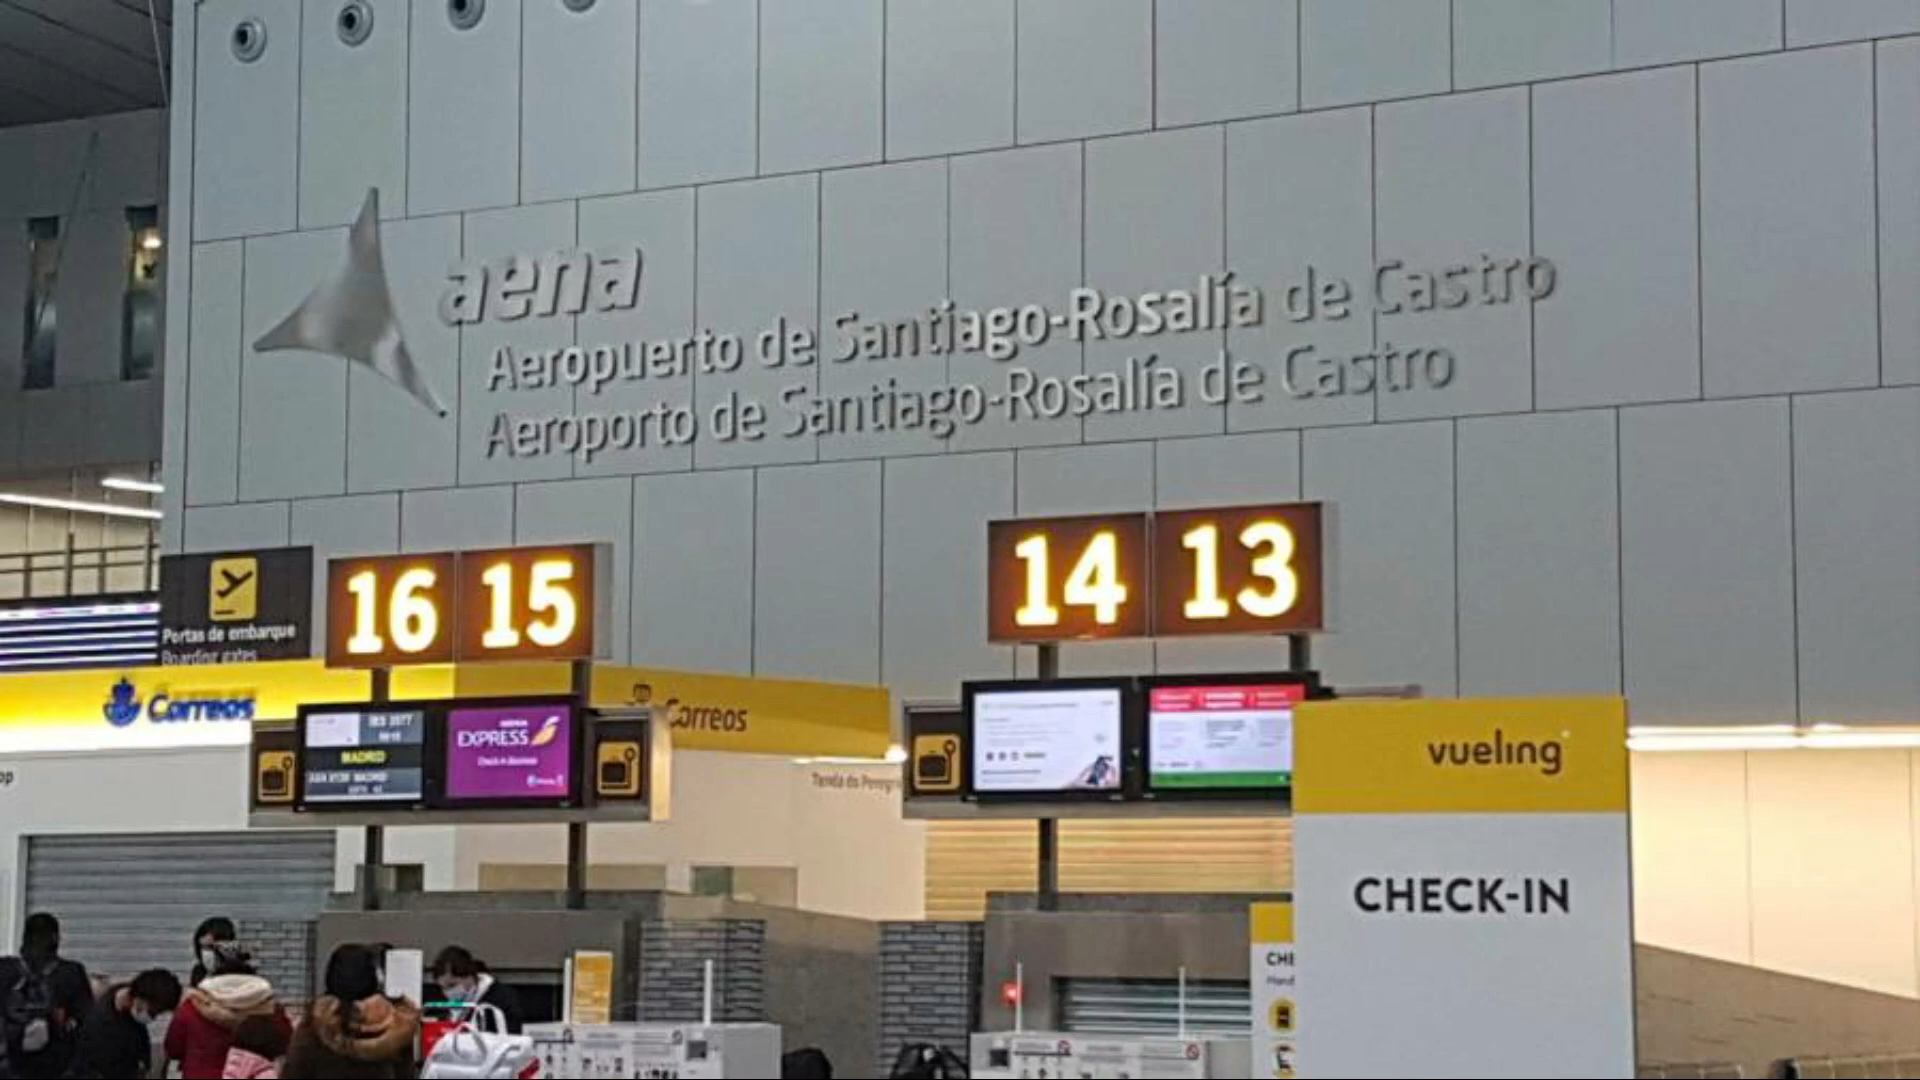 aena
Aeropuerto de Santiago-Rosalía de Castro
Aeroporto de Santiago-Rosalía de Castro
16 15
14 13
Portas de embarque
Boarding gates
Correos
Correos
MADRID
EXPRESS
vueling
CHECK-IN